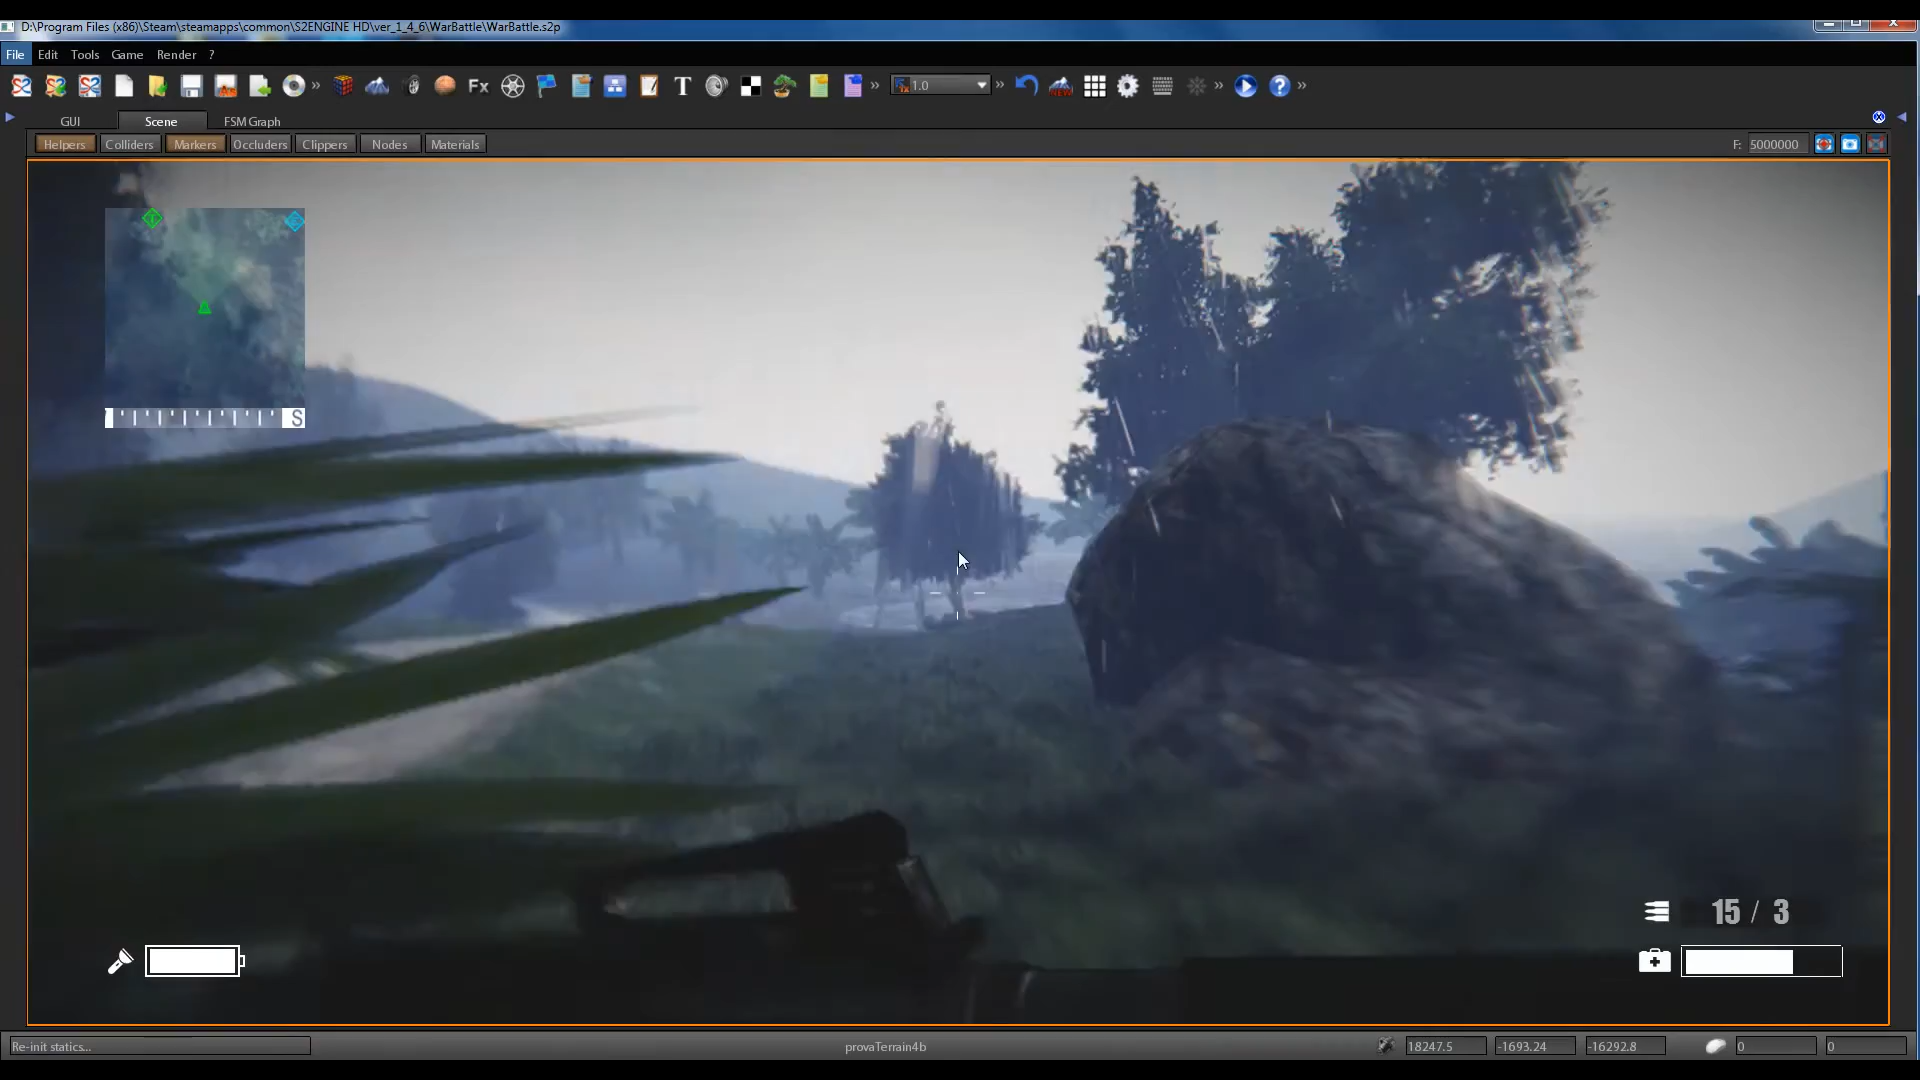 D:\Program Files (x86)\Steam\steamapps\common\S2ENGINE HD\ver_1_4_6\WarBattle\WarBattle.s2p
File Edit Tools Game Render ?
Fx T 1.0
GUI Scene FSM Graph
Helpers Colliders Markers Occluders Clippers Nodes Materials F: 5000000
S
15 / 3
Re-init statics... provaTerrain4b 18247.5 -1693.24 -16292.8 0 0